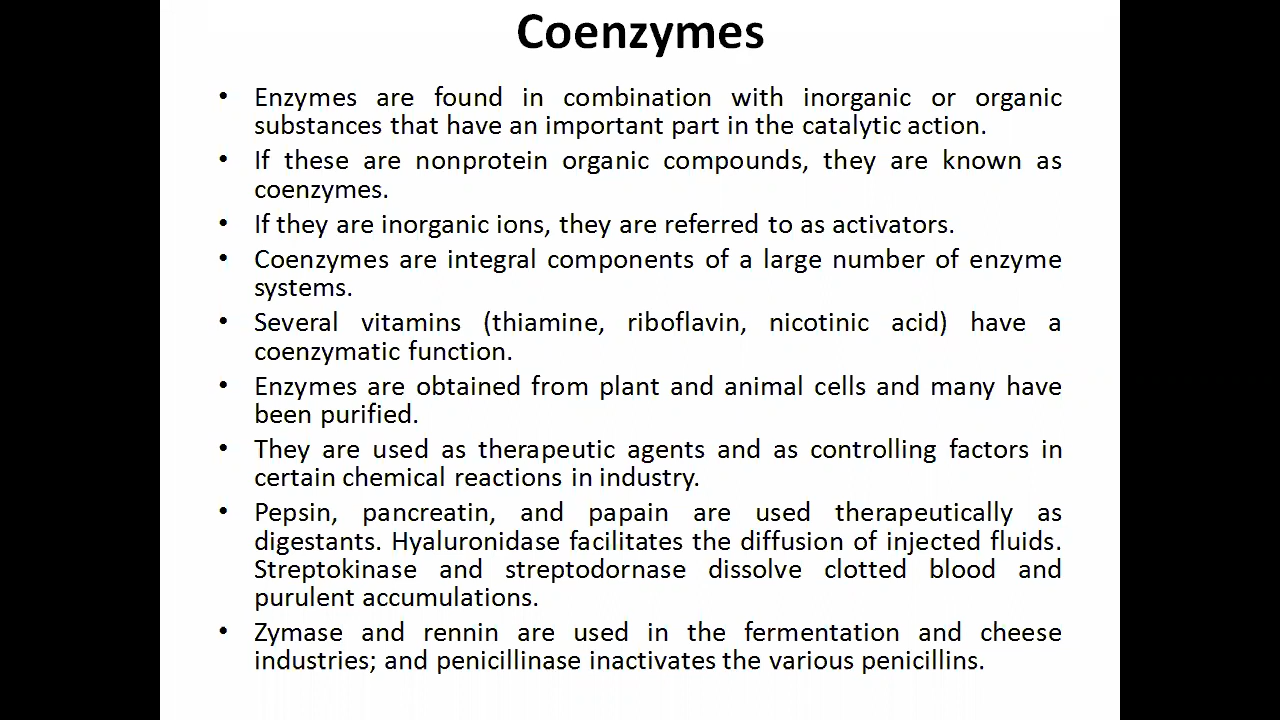 Coenzymes
• Enzymes are found in combination with inorganic or organic
substances that have an important part in the catalytic action.
• If these are nonprotein organic compounds, they are known as
coenzymes.
• If they are inorganic ions, they are referred to as activators.
• Coenzymes are integral components of a large number of enzyme
systems.
• Several vitamins (thiamine, riboflavin, nicotinic acid) have a
coenzymatic function.
• Enzymes are obtained from plant and animal cells and many have
been purified.
• They are used as therapeutic agents and as controlling factors in
certain chemical reactions in industry.
• Pepsin, pancreatin, and papain are used therapeutically as
digestants. Hyaluronidase facilitates the diffusion of injected fluids.
Streptokinase and streptodornase dissolve clotted blood and
purulent accumulations.
• Zymase and rennin are used in the fermentation and cheese
industries; and penicillinase inactivates the various penicillins.